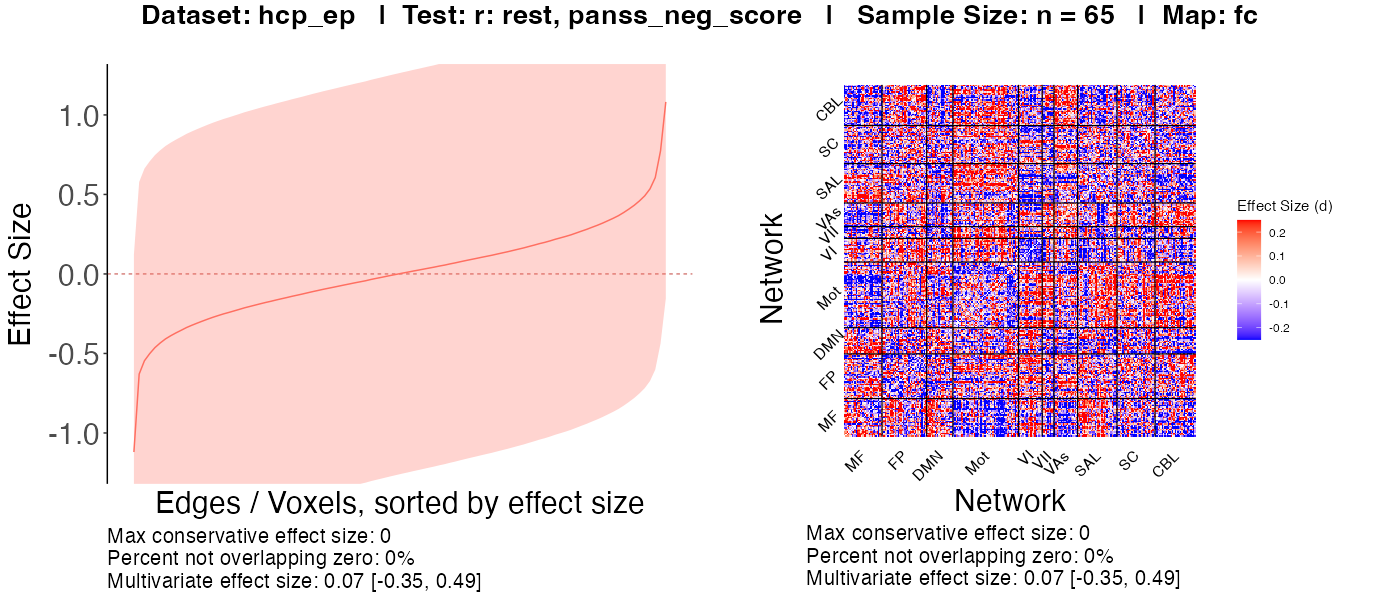 Dataset: hcp_ep | Test: r: rest, panss_neg_score | Sample Size: n = 65 | Map: fc
Effect Size
1.0
0.5
0.0
-0.5
-1.0
Edges / Voxels, sorted by effect size
Max conservative effect size: 0
Percent not overlapping zero: 0%
Multivariate effect size: 0.07 [-0.35, 0.49]
Network
CBL
SC
SAL
VAs
VII
VI
Mot
DMN
FP
MF
MF
FP
DMN
Mot
VI
VII
VAs
SAL
SC
CBL
Network
Effect Size (d)
0.2
0.1
0.0
-0.1
-0.2
Max conservative effect size: 0
Percent not overlapping zero: 0%
Multivariate effect size: 0.07 [-0.35, 0.49]